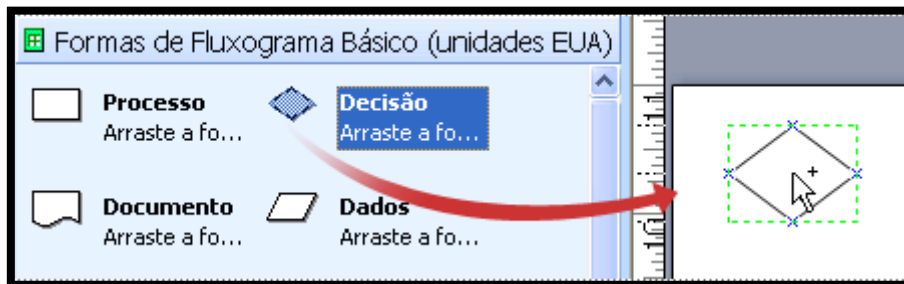 Formas de Fluxograma Básico (unidades EUA)
Processo
Arraste a fo...
Decisão
Arraste a fo...
Documento
Arraste a fo...
Dados
Arraste a fo...